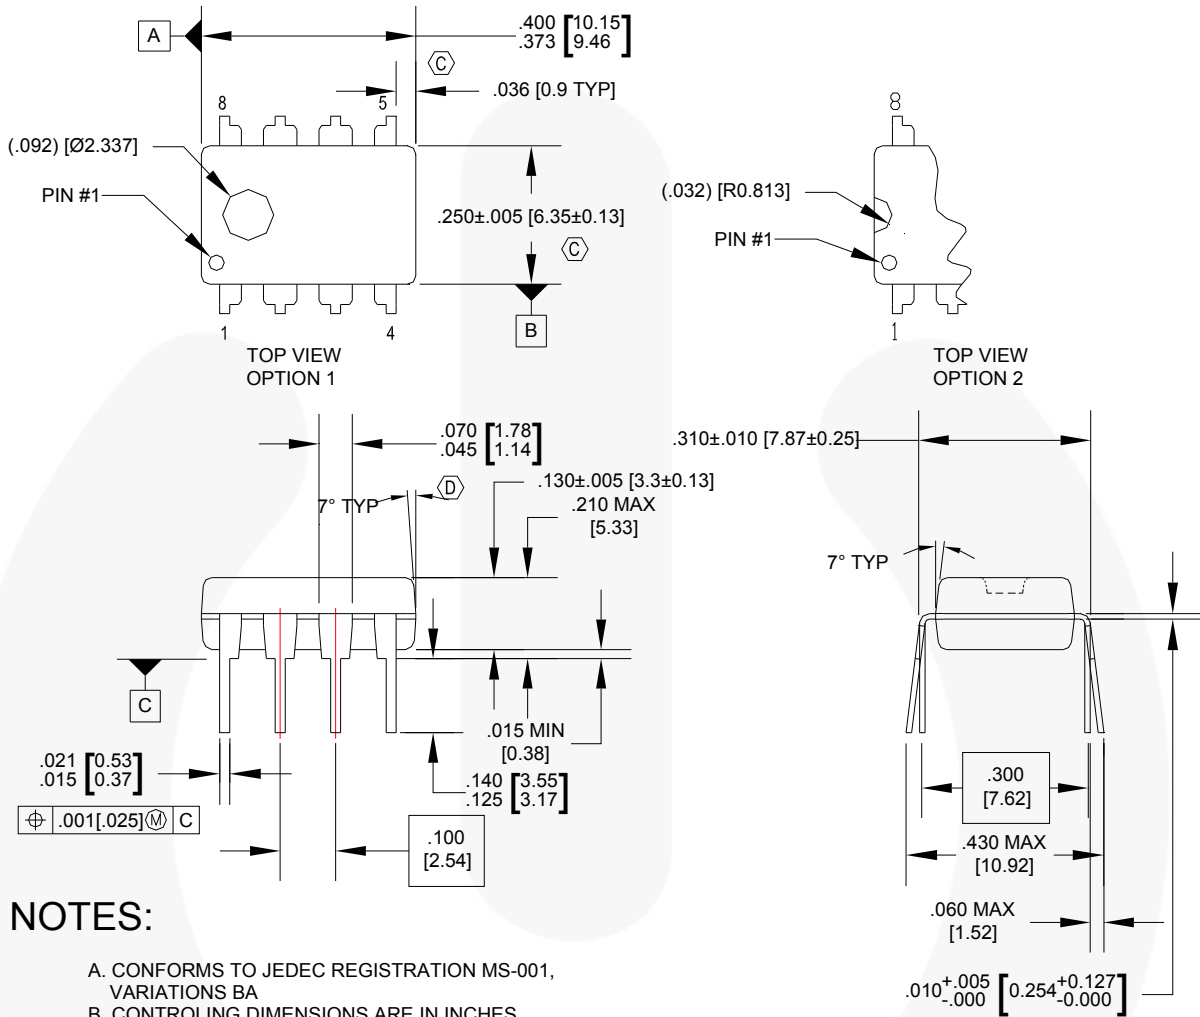 A
.400 [10.15]
.373 [9.46]
C
.036 [0.9 TYP]
8 5
(.092) [Ø2.337]
PIN #1
.250±.005 [6.35±0.13]
C
B
1 4
TOP VIEW
OPTION 1
8
(.032) [R0.813]
PIN #1
1
TOP VIEW
OPTION 2
.070 [1.78]
.045 [1.14]
7° TYP
D
.130±.005 [3.3±0.13]
.210 MAX
[5.33]
C
.015 MIN
[0.38]
.021 [0.53]
.015 [0.37]
.140 [3.55]
.125 [3.17]
⌖ .001[.025]Ⓜ C
.100
[2.54]
.310±.010 [7.87±0.25]
7° TYP
.300
[7.62]
.430 MAX
[10.92]
.060 MAX
[1.52]
.010+.005 -.000 [0.254+0.127 -0.000]
NOTES:
A. CONFORMS TO JEDEC REGISTRATION MS-001,
VARIATIONS BA
B. CONTROLING DIMENSIONS ARE IN INCHES